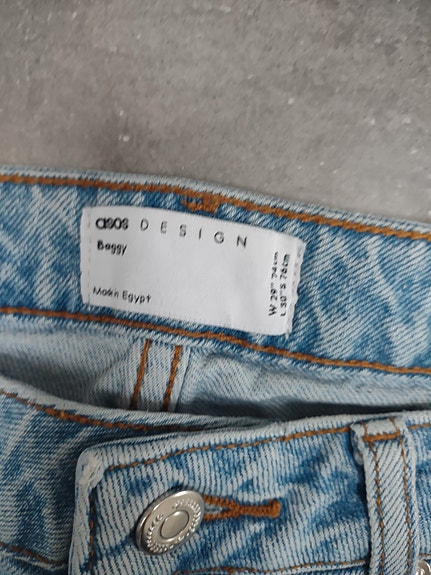 asos DESIGN
Baggy
Made in Egypt
W 29" 74cm
L 30" S 76cm